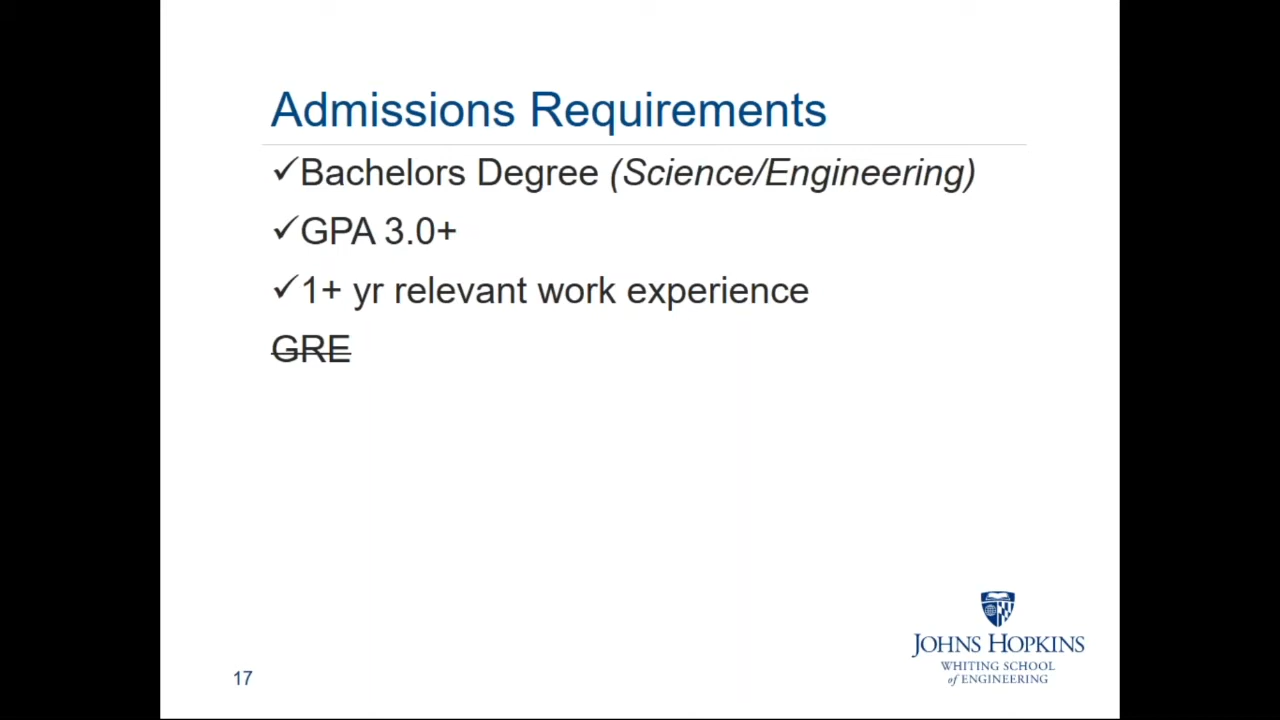 Admissions Requirements
✓Bachelors Degree (Science/Engineering)
✓GPA 3.0+
✓1+ yr relevant work experience
GRE
JOHNS HOPKINS
WHITING SCHOOL
of ENGINEERING
17